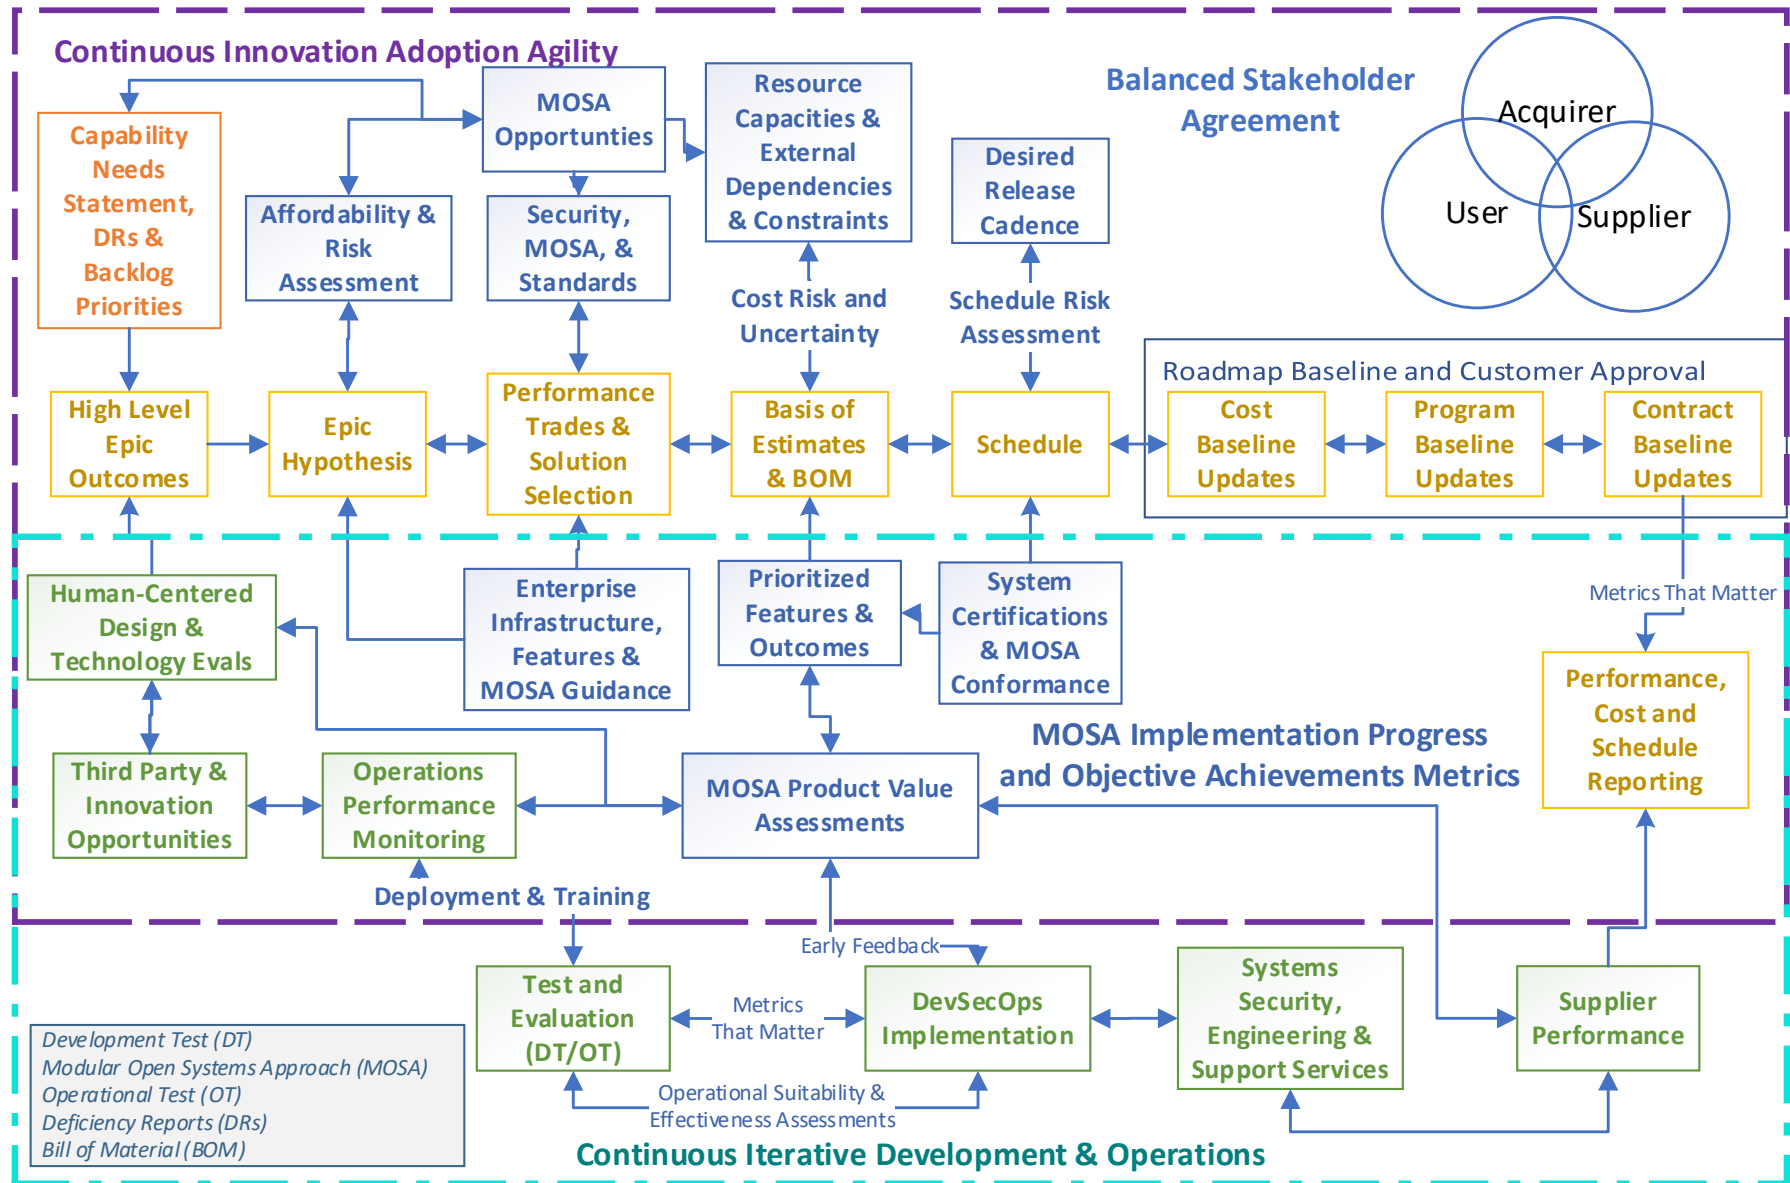 Continuous Innovation Adoption Agility
Balanced Stakeholder
Agreement
Acquirer
User
Supplier
Capability
Needs
Statement,
DRs &
Backlog
Priorities
MOSA
Opportunties
Resource
Capacities &
External
Dependencies
& Constraints
Affordability &
Risk
Assessment
Security,
MOSA, &
Standards
Desired
Release
Cadence
Cost Risk and
Uncertainty
Schedule Risk
Assessment
Roadmap Baseline and Customer Approval
High Level
Epic
Outcomes
Epic
Hypothesis
Performance
Trades &
Solution
Selection
Basis of
Estimates
& BOM
Schedule
Cost
Baseline
Updates
Program
Baseline
Updates
Contract
Baseline
Updates
Human-Centered
Design &
Technology Evals
Enterprise
Infrastructure,
Features &
MOSA Guidance
Prioritized
Features &
Outcomes
System
Certifications
& MOSA
Conformance
Metrics That Matter
Performance,
Cost and
Schedule
Reporting
MOSA Implementation Progress
and Objective Achievements Metrics
Third Party &
Innovation
Opportunities
Operations
Performance
Monitoring
MOSA Product Value
Assessments
Deployment & Training
Early Feedback
Test and
Evaluation
(DT/OT)
Metrics
That Matter
DevSecOps
Implementation
Systems
Security,
Engineering &
Support Services
Supplier
Performance
Operational Suitability &
Effectiveness Assessments
Development Test (DT)
Modular Open Systems Approach (MOSA)
Operational Test (OT)
Deficiency Reports (DRs)
Bill of Material (BOM)
Continuous Iterative Development & Operations